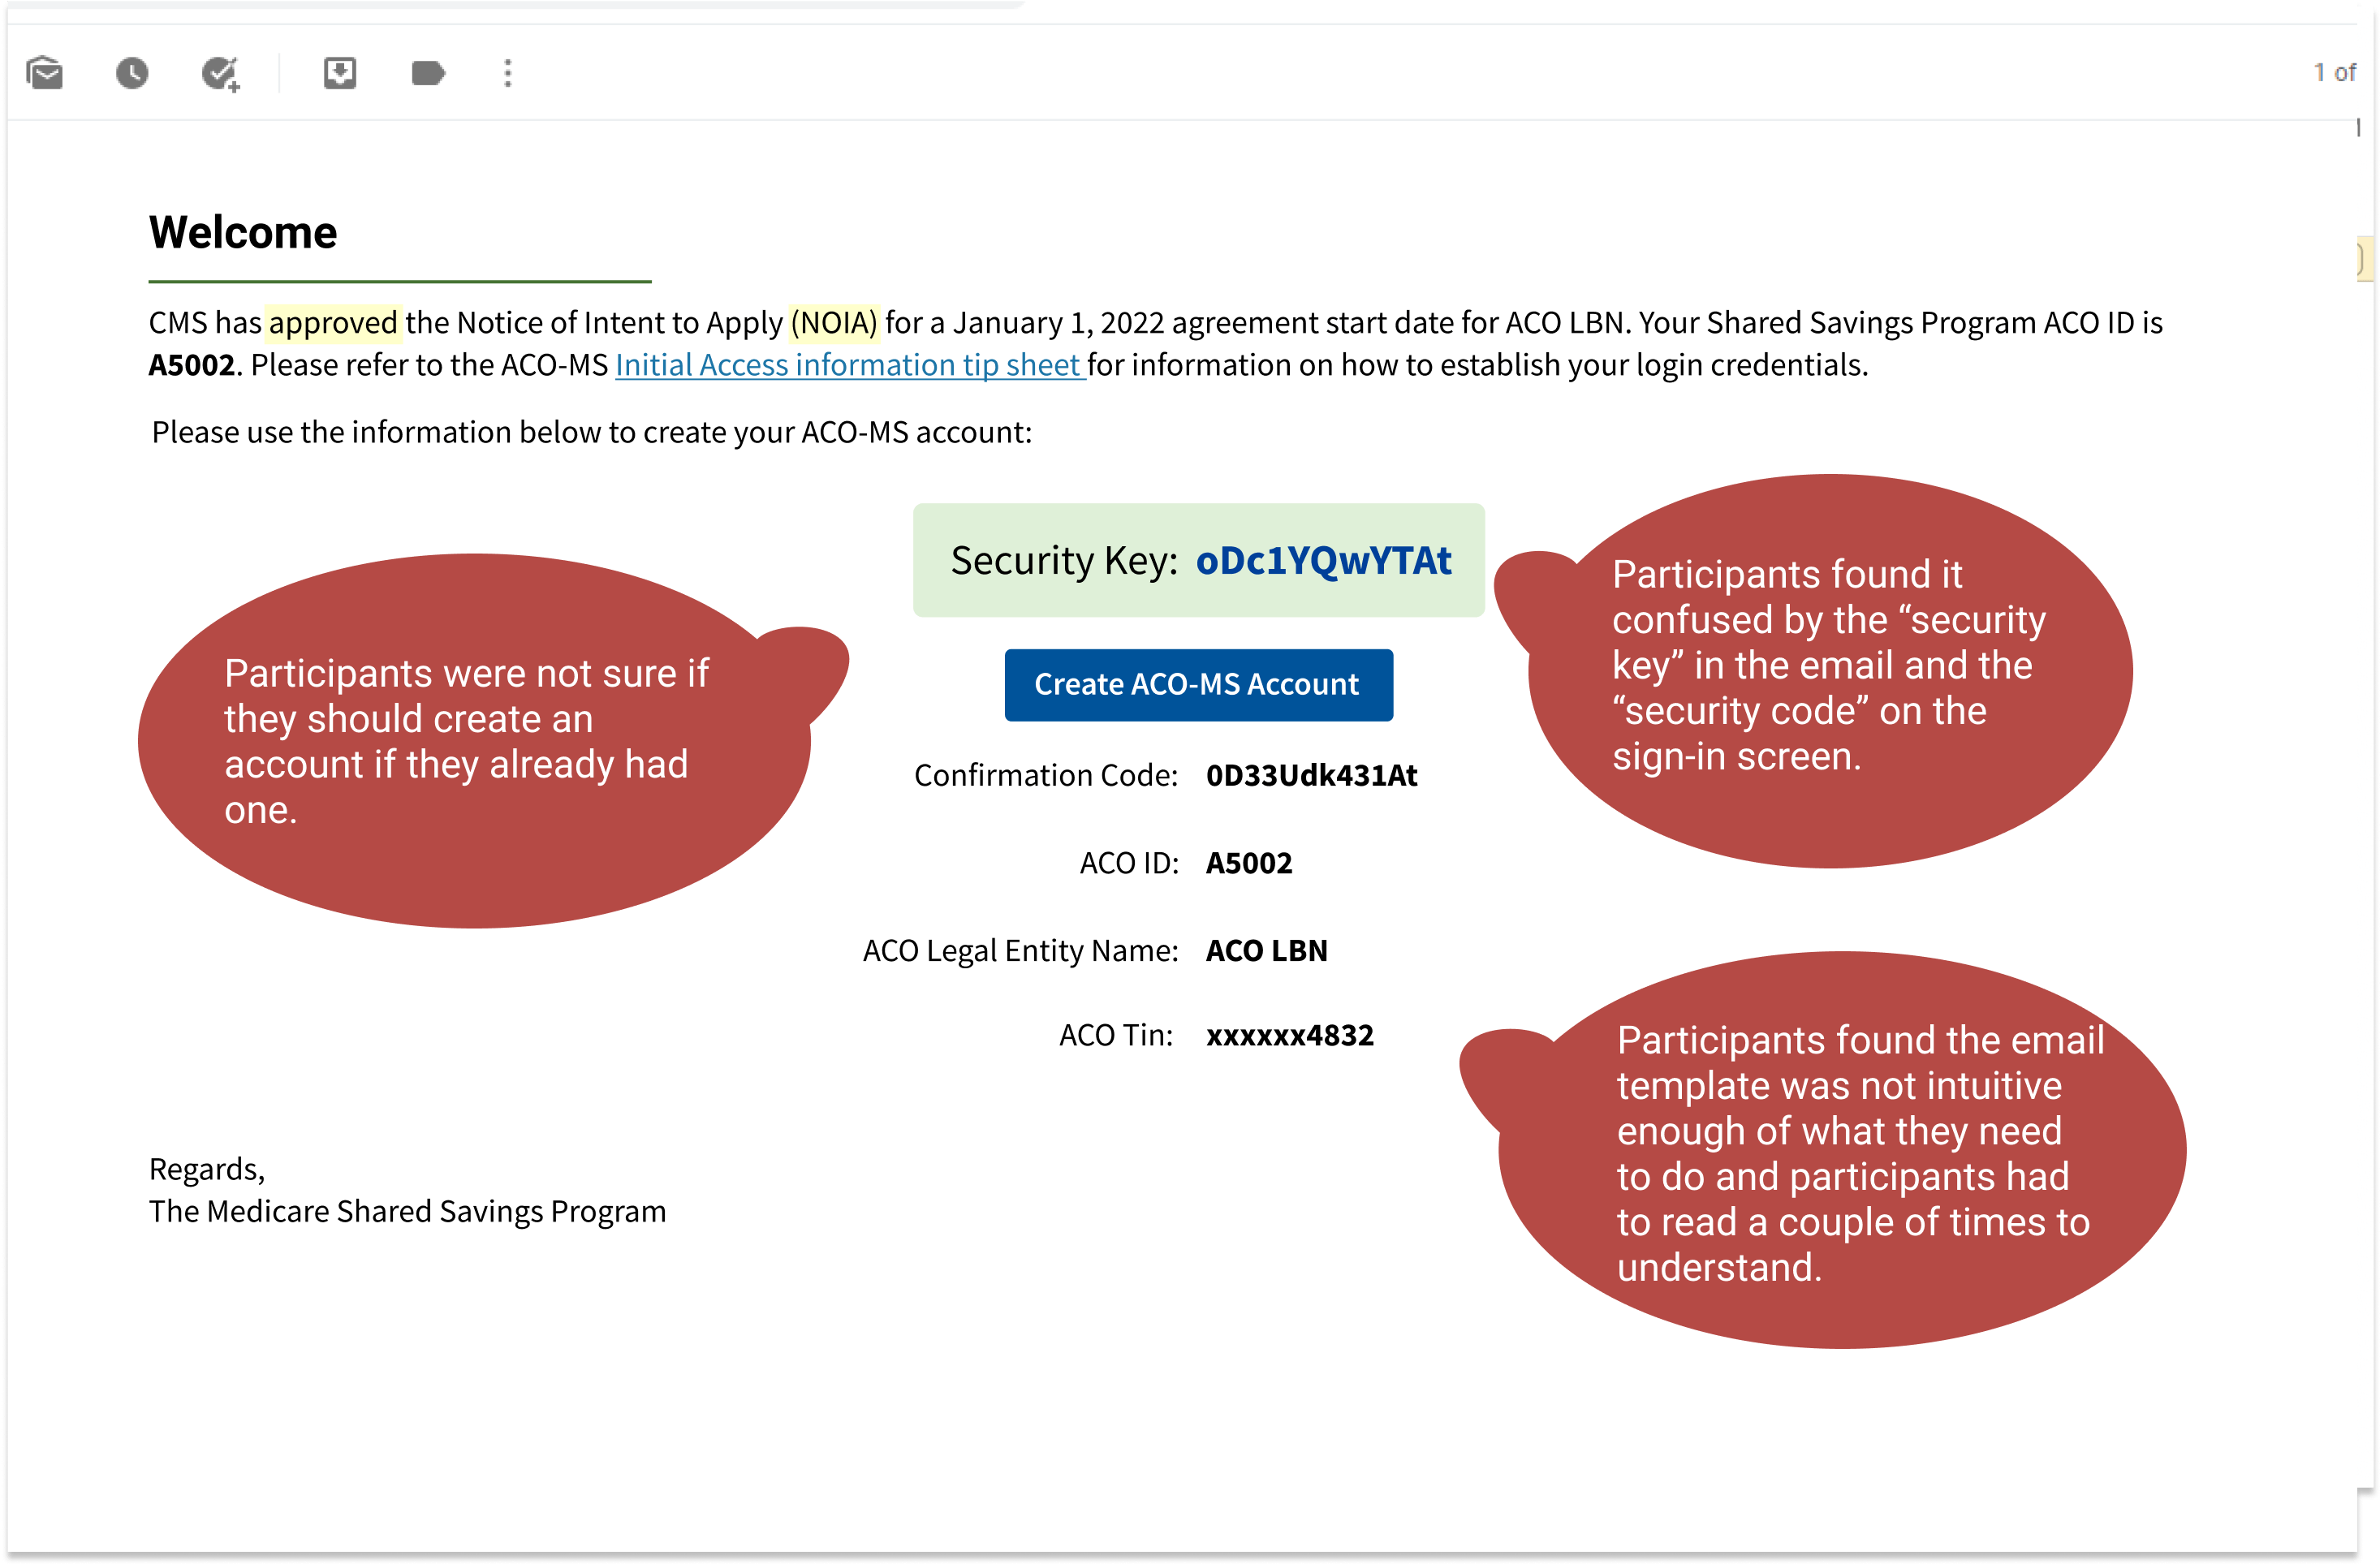 1 of
Welcome
CMS has approved the Notice of Intent to Apply (NOIA) for a January 1, 2022 agreement start date for ACO LBN. Your Shared Savings Program ACO ID is
A5002. Please refer to the ACO-MS Initial Access information tip sheet for information on how to establish your login credentials.
Please use the information below to create your ACO-MS account:
Security Key: oDc1YQwYTAt
Create ACO-MS Account
Confirmation Code: 0D33Udk431At
ACO ID: A5002
ACO Legal Entity Name: ACO LBN
ACO Tin: xxxxxx4832
Participants were not sure if
they should create an
account if they already had
one.
Participants found it
confused by the “security
key” in the email and the
“security code” on the
sign-in screen.
Participants found the email
template was not intuitive
enough of what they need
to do and participants had
to read a couple of times to
understand.
Regards,
The Medicare Shared Savings Program